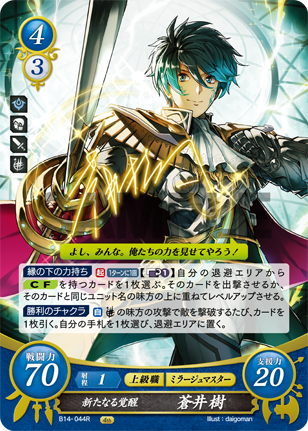 4
3
よし、みんな。俺たちの力を見せてやろう！
縁の下の力持ち 起 1ターンに1回 自分の退避エリアから
CFを持つカードを1枚選ぶ。そのカードを出撃させるか、
そのカードと同じユニット名の味方の上に重ねてレベルアップさせる。
勝利のチャクラ 自 他の味方の攻撃で敵を撃破するたび、カードを
1枚引く。自分の手札を1枚選び、退避エリアに置く。
戦闘力
70
射程 1
上級職
ミラージュマスター
支援力
20
新たなる覚醒
蒼井樹
B14-044R
Illust：daigoman